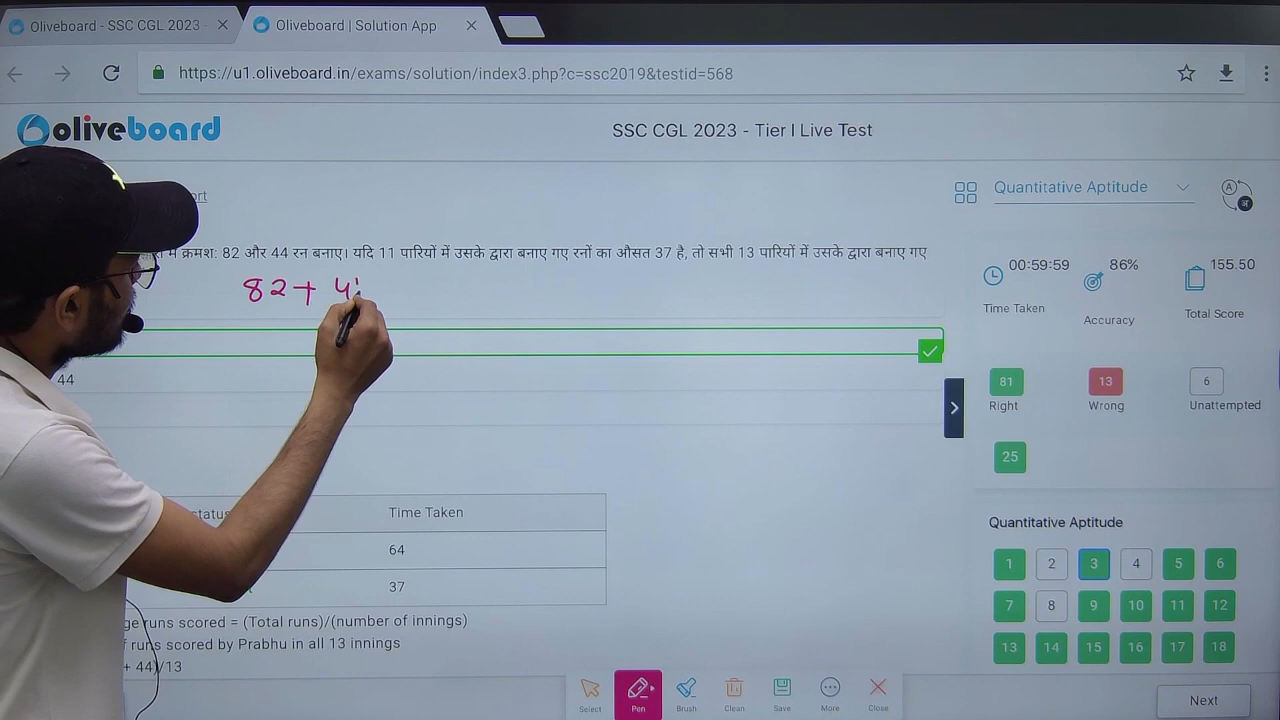 Oliveboard - SSC CGL 2023 -
Oliveboard | Solution App
https://u1.oliveboard.in/exams/solution/index3.php?c=ssc2019&testid=568
oliveboard
SSC CGL 2023 - Tier I Live Test
ort
Quantitative Aptitude
A
अ
में क्रमश: 82 और 44 रन बनाए। यदि 11 पारियों में उसके द्वारा बनाए गए रनों का औसत 37 है, तो सभी 13 पारियों में उसके द्वारा बनाए गए
82+ 4
00:59:59
Time Taken
86%
Accuracy
155.50
Total Score
44
81
Right
13
Wrong
6
Unattempted
25
status
Time Taken
64
37
Quantitative Aptitude
1 2 3 4 5 6
7 8 9 10 11 12
13 14 15 16 17 18
ge runs scored = (Total runs)/(number of innings)
f runs scored by Prabhu in all 13 innings
+ 44)/13
Select
Pen
Brush
Clean
Save
More
Close
Next